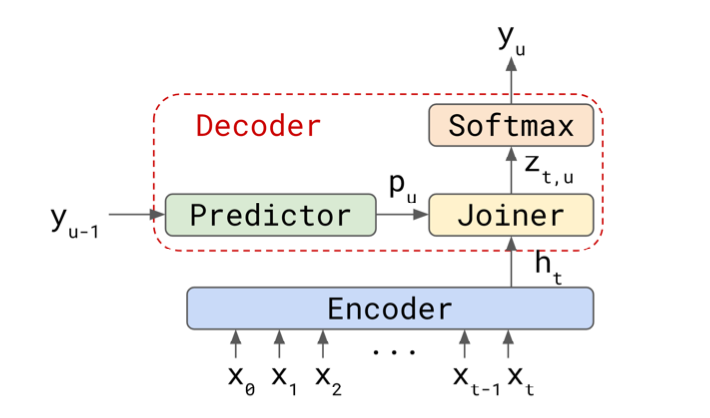 y_u
Decoder
Softmax
z_{t,u}
p_u
y_{u-1}
Predictor
Joiner
h_t
Encoder
...
x_0 x_1 x_2 x_{t-1} x_t